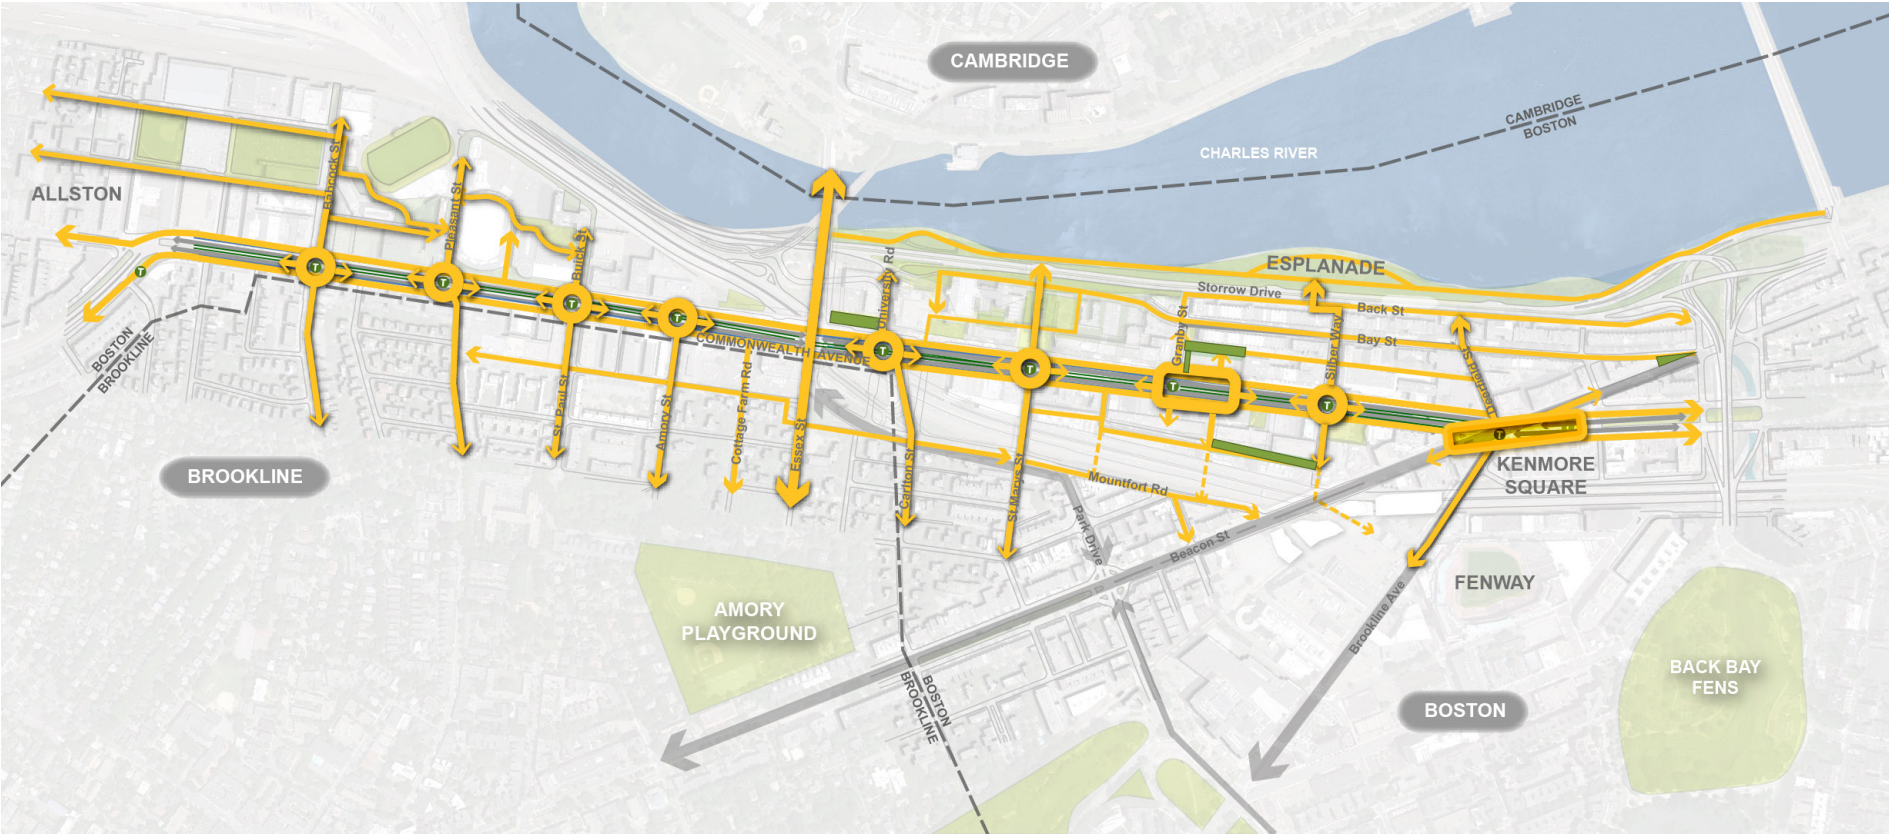 CAMBRIDGE
CAMBRIDGE
BOSTON
CHARLES RIVER
ALLSTON
Babcock St
Pleasant St
Buick St
University Rd
ESPLANADE
Storrow Drive
Back St
Bay St
Granby St
Silber Way
Deerfield St
T
T
T
T
T
T
T
T
T
T
COMMONWEALTH AVENUE
BOSTON
BROOKLINE
St Paul St
Amory St
Cottage Farm Rd
Essex St
Carlton St
St Marys St
Mountfort Rd
Park Drive
Beacon St
KENMORE
SQUARE
BROOKLINE
FENWAY
Brookline Ave
AMORY
PLAYGROUND
BOSTON
BROOKLINE
BACK BAY
FENS
BOSTON